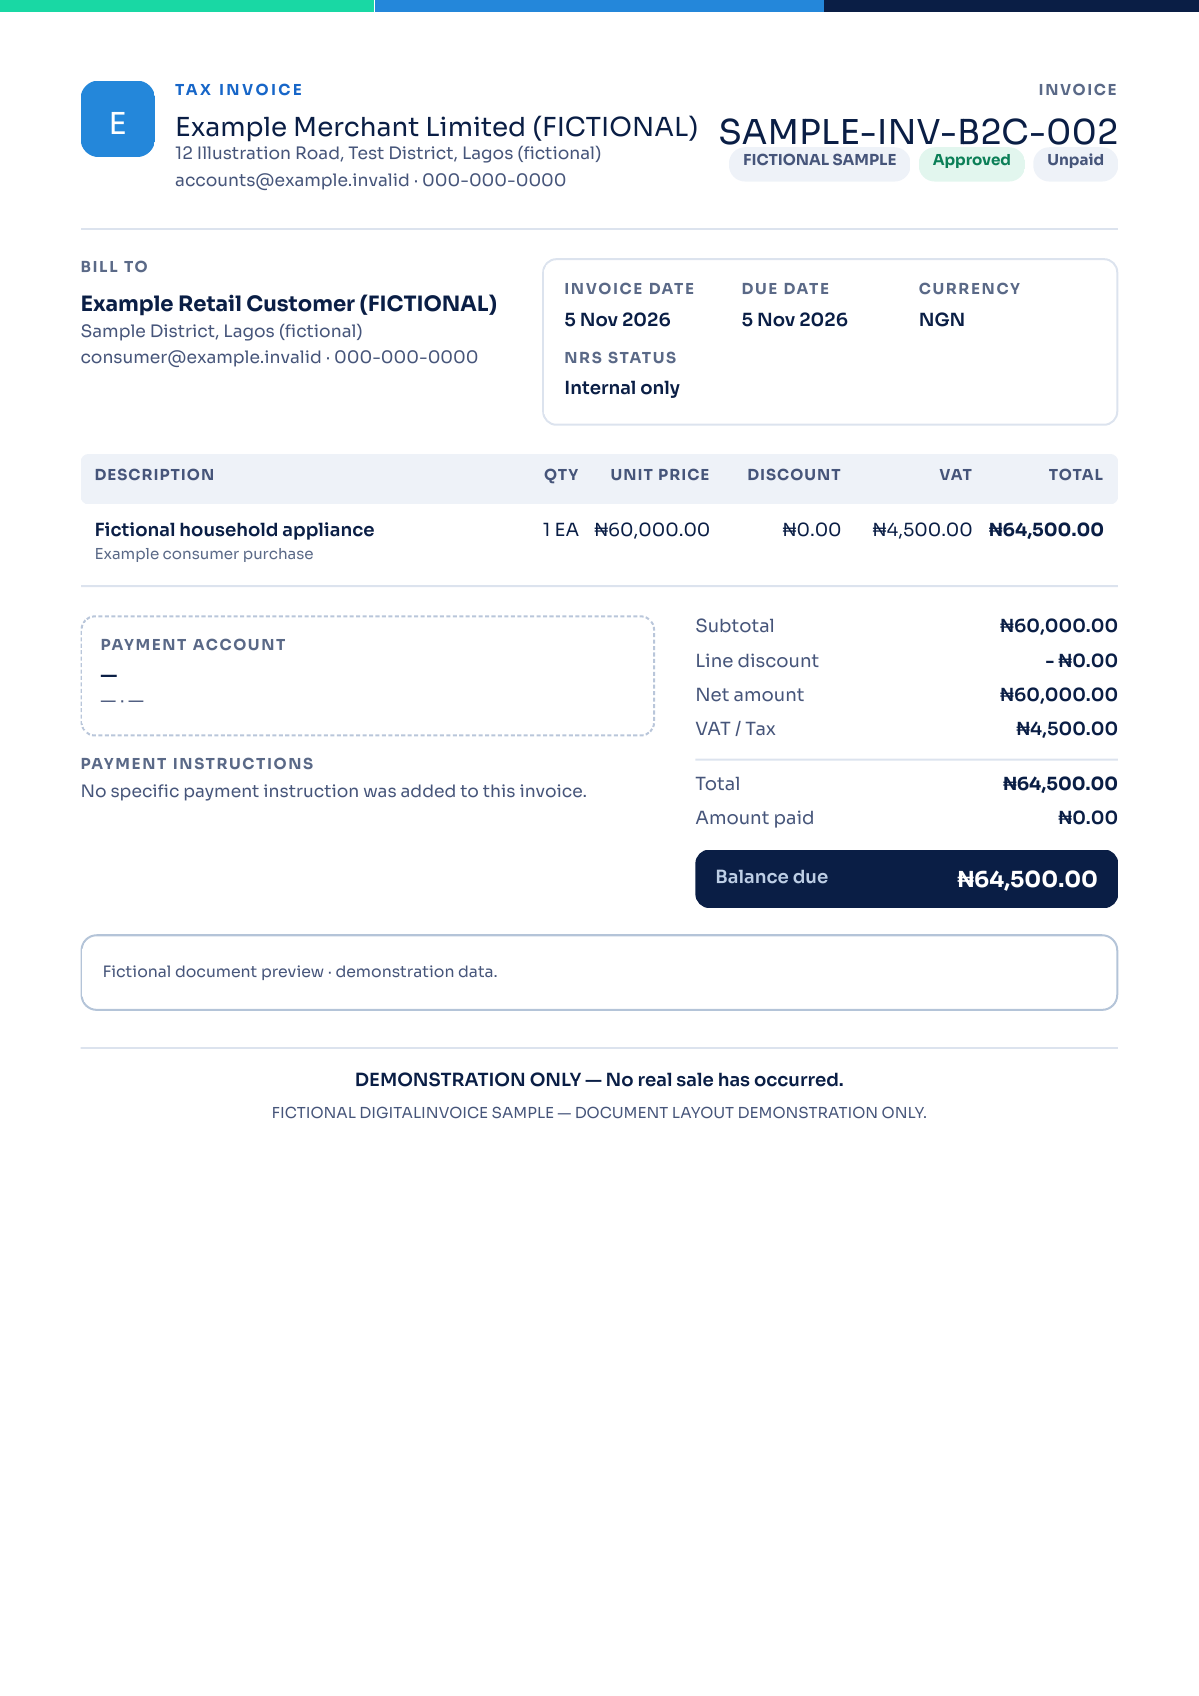 E
TAX INVOICE
Example Merchant Limited (FICTIONAL)
12 Illustration Road, Test District, Lagos (fictional)
accounts@example.invalid · 000-000-0000
INVOICE
SAMPLE-INV-B2C-002
FICTIONAL SAMPLE Approved Unpaid
BILL TO
Example Retail Customer (FICTIONAL)
Sample District, Lagos (fictional)
consumer@example.invalid · 000-000-0000
INVOICE DATE DUE DATE CURRENCY
5 Nov 2026 5 Nov 2026 NGN
NRS STATUS
Internal only
DESCRIPTION QTY UNIT PRICE DISCOUNT VAT TOTAL
Fictional household appliance 1 EA ₦60,000.00 ₦0.00 ₦4,500.00 ₦64,500.00
Example consumer purchase
PAYMENT ACCOUNT
—
— · —
PAYMENT INSTRUCTIONS
No specific payment instruction was added to this invoice.
Subtotal ₦60,000.00
Line discount - ₦0.00
Net amount ₦60,000.00
VAT / Tax ₦4,500.00
Total ₦64,500.00
Amount paid ₦0.00
Balance due ₦64,500.00
Fictional document preview · demonstration data.
DEMONSTRATION ONLY — No real sale has occurred.
FICTIONAL DIGITALINVOICE SAMPLE — DOCUMENT LAYOUT DEMONSTRATION ONLY.